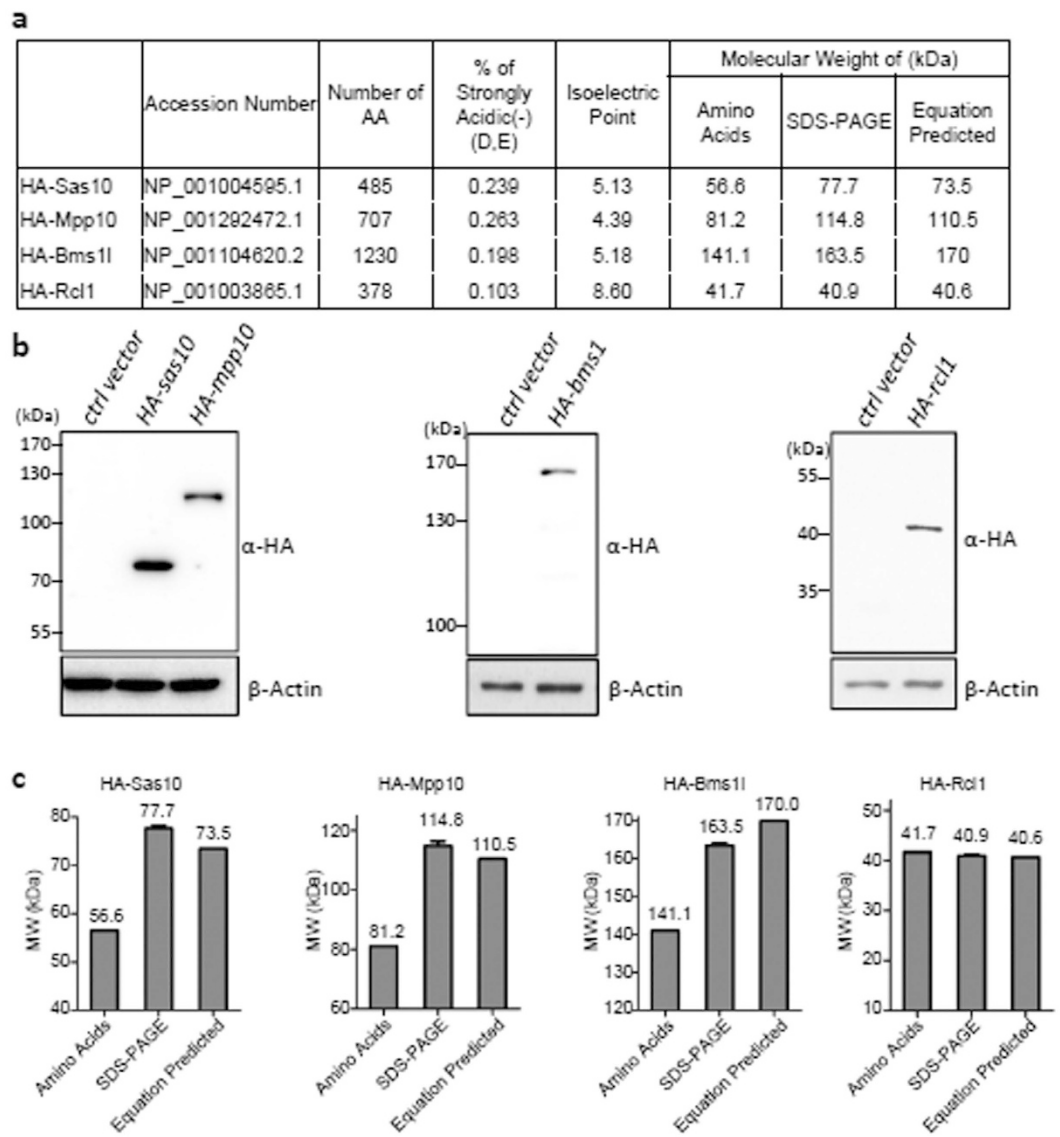 a
Accession Number
Number of AA
% of Strongly Acidic(-) (D,E)
Isoelectric Point
Molecular Weight of (kDa)
Amino Acids
SDS-PAGE
Equation Predicted
HA-Sas10 NP_001004595.1 485 0.239 5.13 56.6 77.7 73.5
HA-Mpp10 NP_001292472.1 707 0.263 4.39 81.2 114.8 110.5
HA-Bms1l NP_001104620.2 1230 0.198 5.18 141.1 163.5 170
HA-Rcl1 NP_001003865.1 378 0.103 8.60 41.7 40.9 40.6
b
ctrl vector
HA-sas10
HA-mpp10
(kDa)
170
130
100
70
55
α-HA
β-Actin
ctrl vector
HA-bms1
(kDa)
170
130
100
α-HA
β-Actin
ctrl vector
HA-rcl1
(kDa)
55
40
35
α-HA
β-Actin
c
HA-Sas10
MW (kDa)
80
70
60
50
40
56.6
77.7
73.5
Amino Acids
SDS-PAGE
Equation Predicted
HA-Mpp10
MW (kDa)
120
100
80
60
81.2
114.8
110.5
Amino Acids
SDS-PAGE
Equation Predicted
HA-Bms1l
MW(kDa)
170
160
150
140
130
120
141.1
163.5
170.0
Amino Acids
SDS-PAGE
Equation Predicted
HA-Rcl1
MW(kDa)
50
40
30
20
10
41.7
40.9
40.6
Amino Acids
SDS-PAGE
Equation Predicted